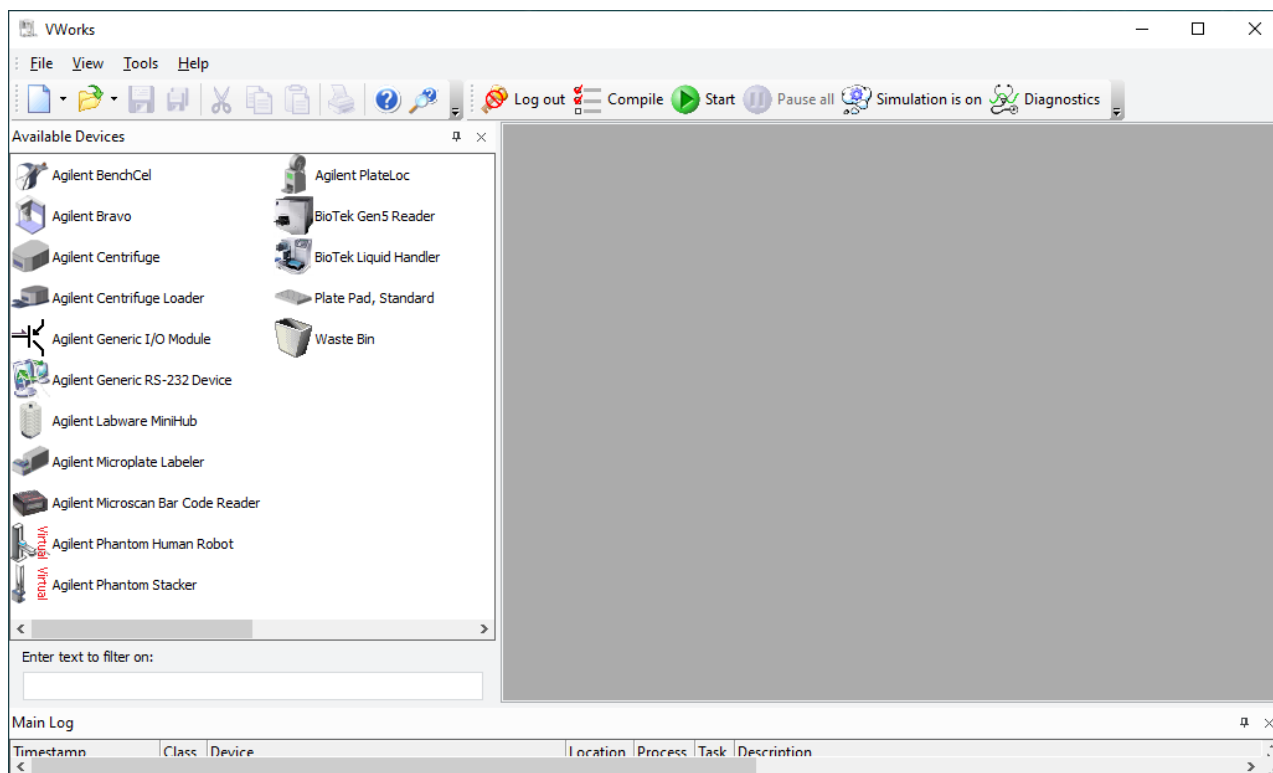 VWorks
File View Tools Help
Log out Compile Start Pause all Simulation is on Diagnostics
Available Devices
Agilent BenchCel
Agilent Bravo
Agilent Centrifuge
Agilent Centrifuge Loader
Agilent Generic I/O Module
Agilent Generic RS-232 Device
Agilent Labware MiniHub
Agilent Microplate Labeler
Agilent Microscan Bar Code Reader
Virtual Agilent Phantom Human Robot
Virtual Agilent Phantom Stacker
Agilent PlateLoc
BioTek Gen5 Reader
BioTek Liquid Handler
Plate Pad, Standard
Waste Bin
Enter text to filter on:
Main Log
Timestamp Class Device Location Process Task Description